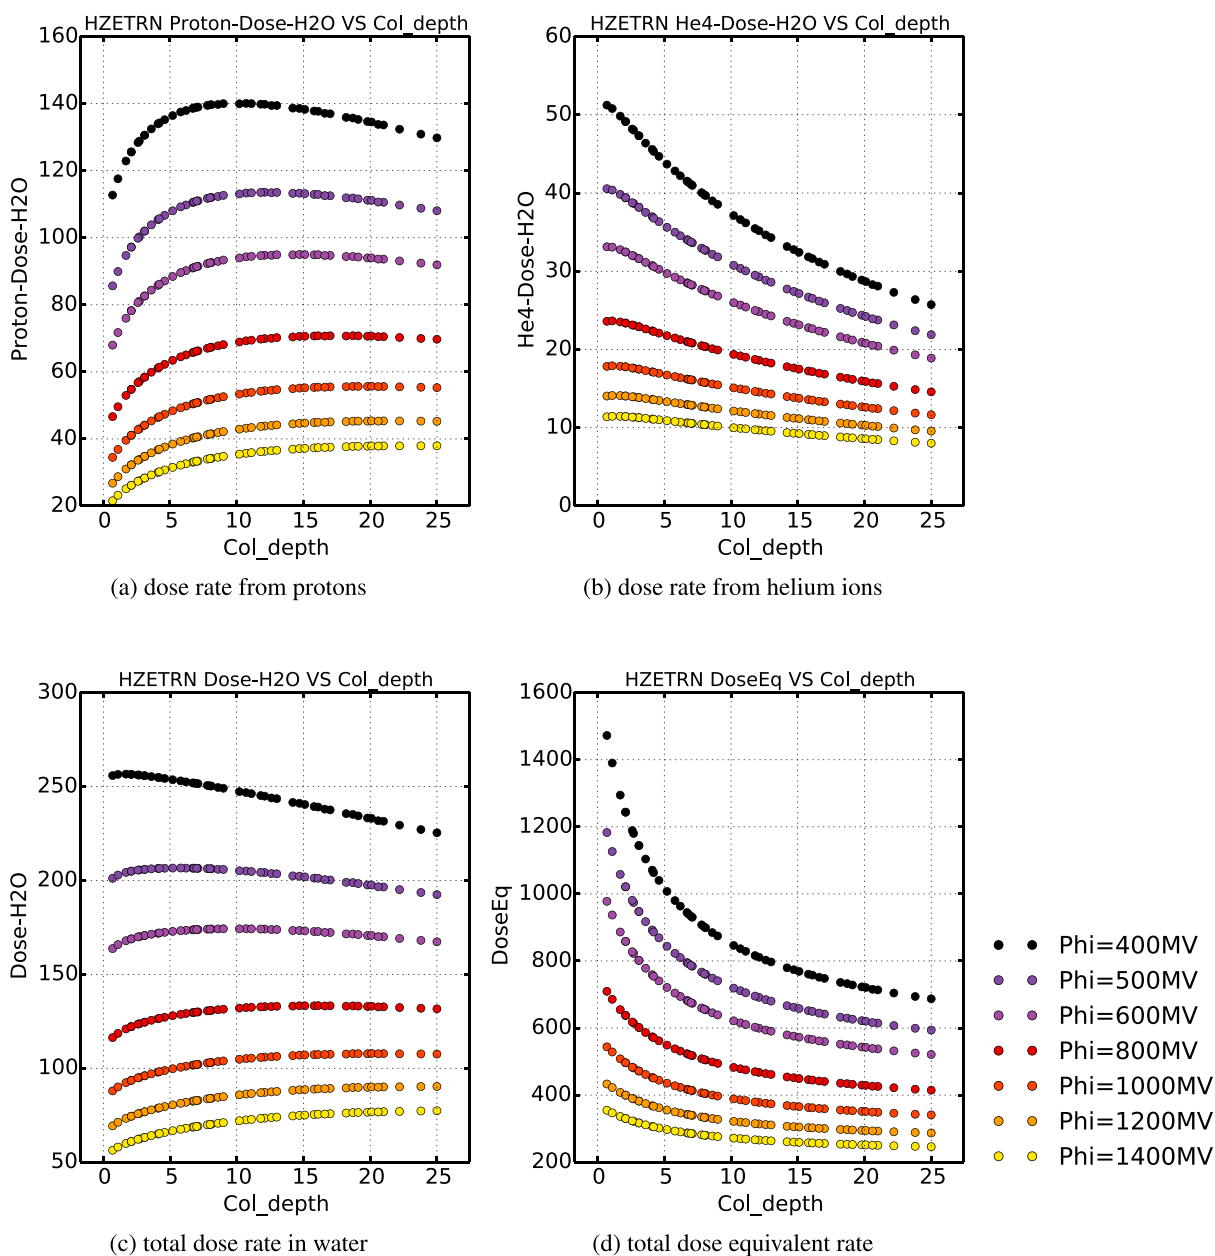 HZETRN Proton-Dose-H2O VS Col_depth
160
140
120
100
80
60
40
20
Proton-Dose-H2O
0 5 10 15 20 25
Col_depth
(a) dose rate from protons
HZETRN He4-Dose-H2O VS Col_depth
60
50
40
30
20
10
0
He4-Dose-H2O
0 5 10 15 20 25
Col_depth
(b) dose rate from helium ions
HZETRN Dose-H2O VS Col_depth
300
250
200
150
100
50
Dose-H2O
0 5 10 15 20 25
Col_depth
(c) total dose rate in water
HZETRN DoseEq VS Col_depth
1600
1400
1200
1000
800
600
400
200
DoseEq
0 5 10 15 20 25
Col_depth
(d) total dose equivalent rate
Phi=400MV
Phi=500MV
Phi=600MV
Phi=800MV
Phi=1000MV
Phi=1200MV
Phi=1400MV